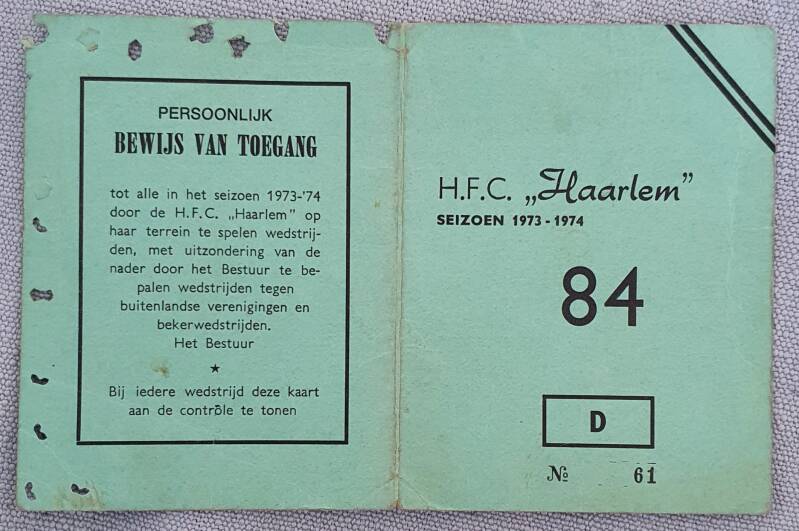 PERSOONLIJK
BEWIJS VAN TOEGANG
tot alle in het seizoen 1973-'74
door de H.F.C. „Haarlem" op
haar terrein te spelen wedstrij-
den, met uitzondering van de
nader door het Bestuur te be-
palen wedstrijden tegen
buitenlandse verenigingen en
bekerwedstrijden.
Het Bestuur
★
Bij iedere wedstrijd deze kaart
aan de contrôle te tonen
H.F.C. „Haarlem”
SEIZOEN 1973 - 1974
84
D
№ 61